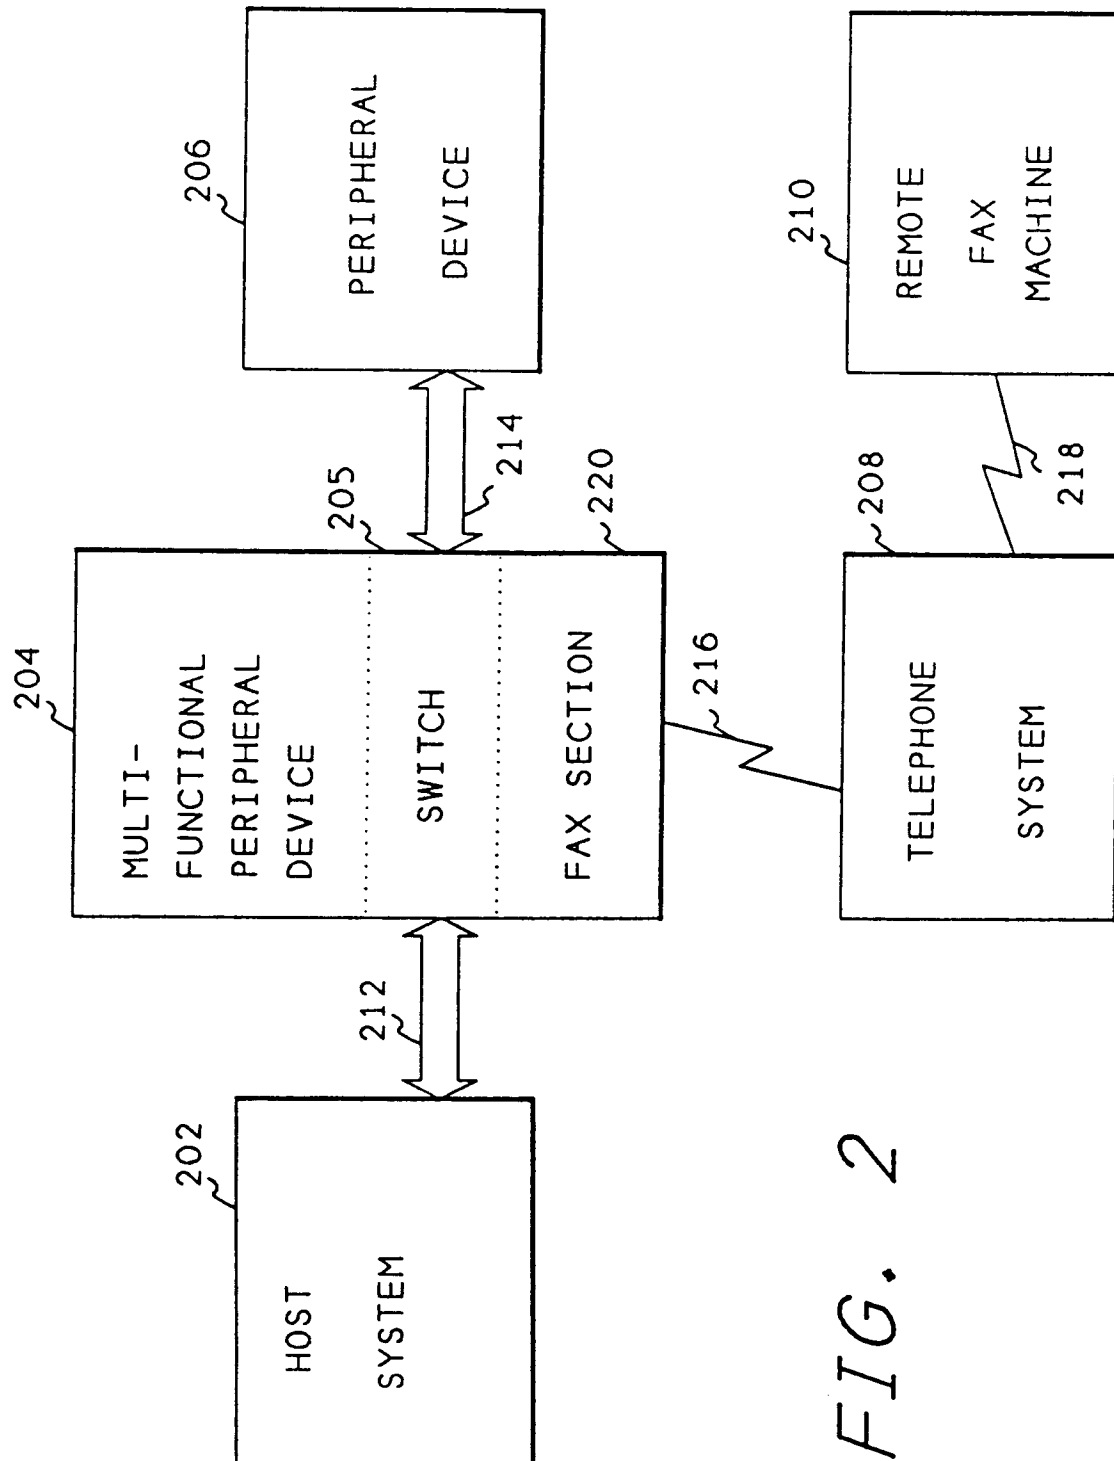 204
206
MULTI-
FUNCTIONAL
PERIPHERAL
DEVICE
PERIPHERAL
DEVICE
202
HOST
SYSTEM
212
205
SWITCH
214
220
FAX SECTION
216
210
REMOTE
FAX
MACHINE
208
TELEPHONE
SYSTEM
218
FIG. 2